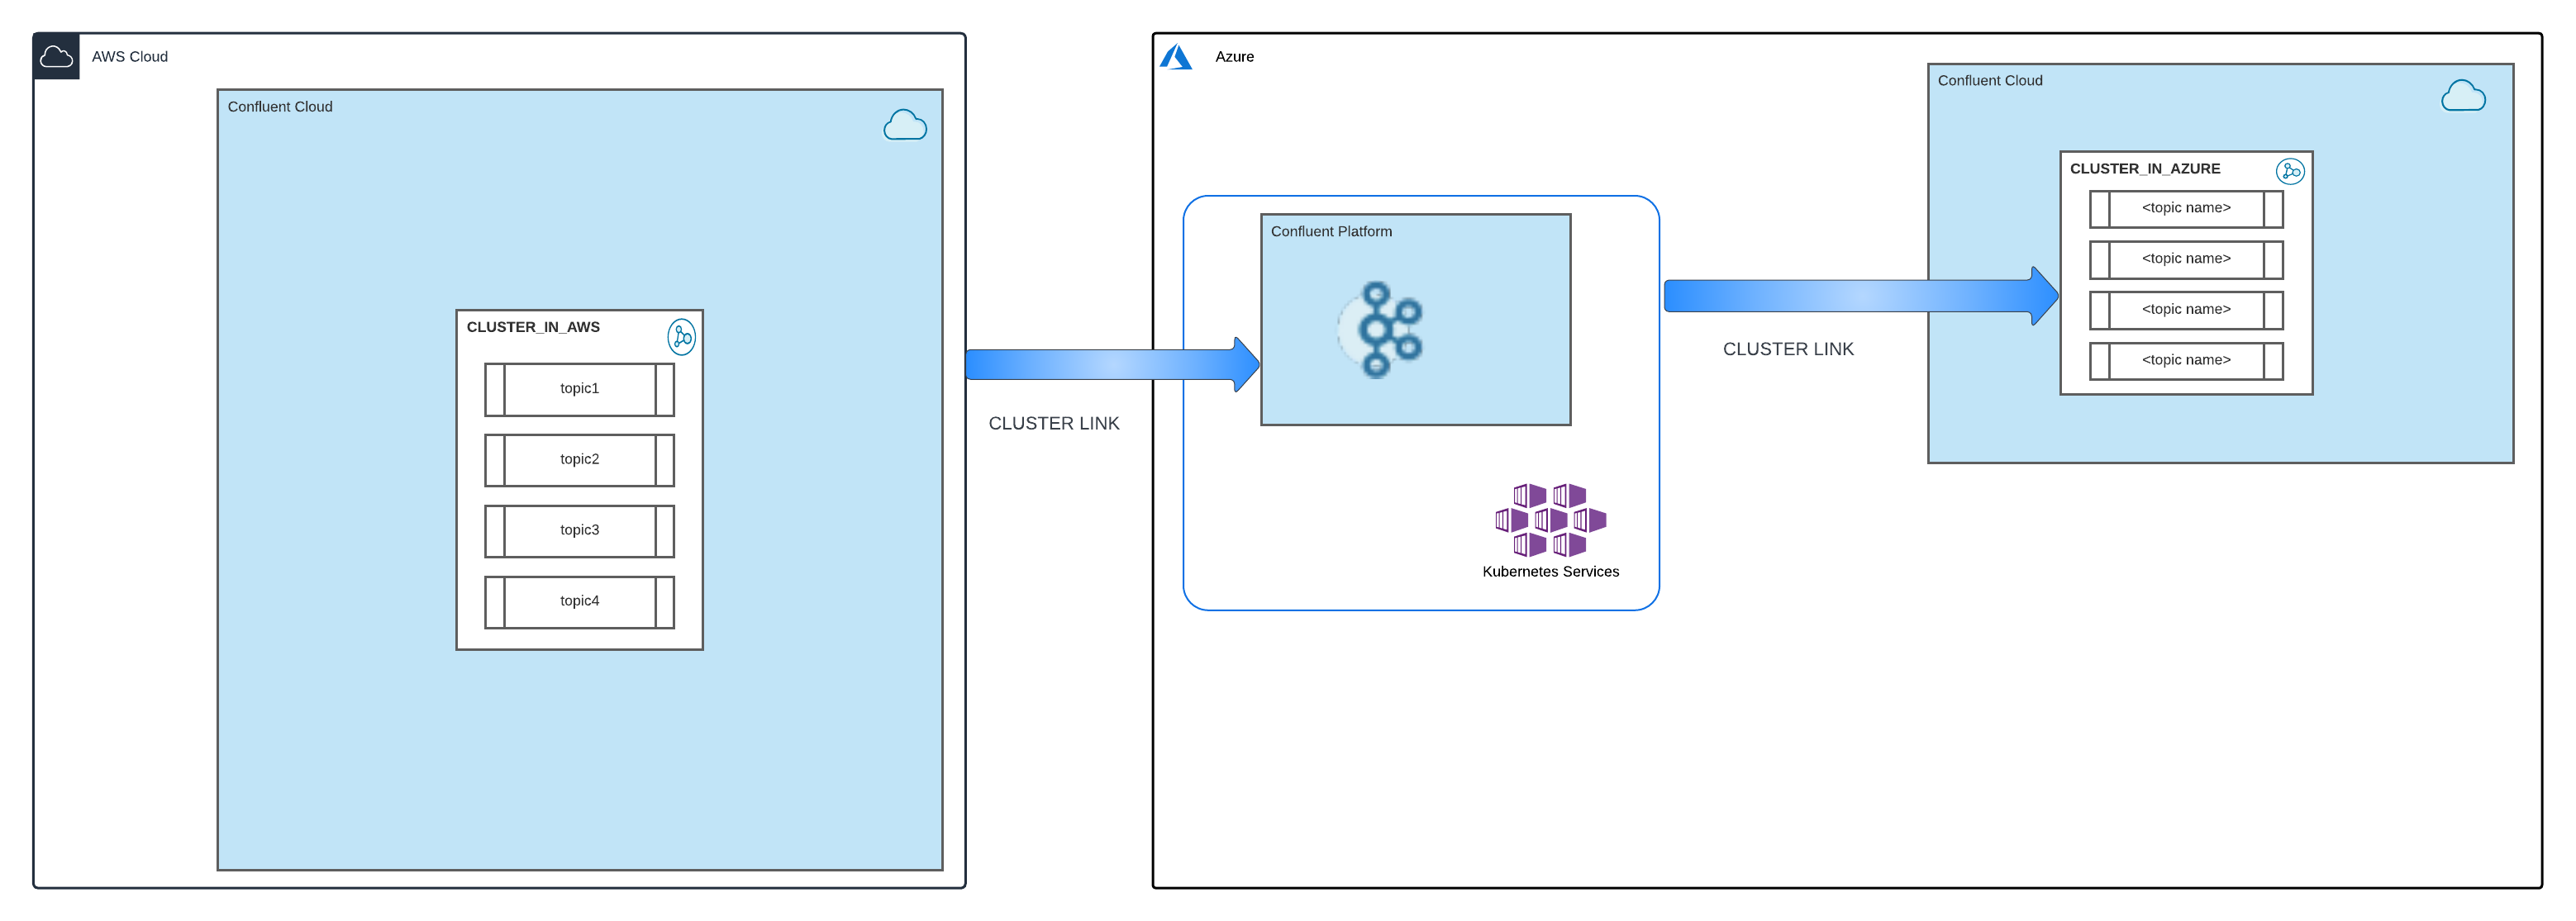 AWS Cloud
Confluent Cloud
CLUSTER_IN_AWS
topic1
topic2
topic3
topic4
CLUSTER LINK
Azure
Confluent Platform
Kubernetes Services
CLUSTER LINK
Confluent Cloud
CLUSTER_IN_AZURE
<topic name>
<topic name>
<topic name>
<topic name>